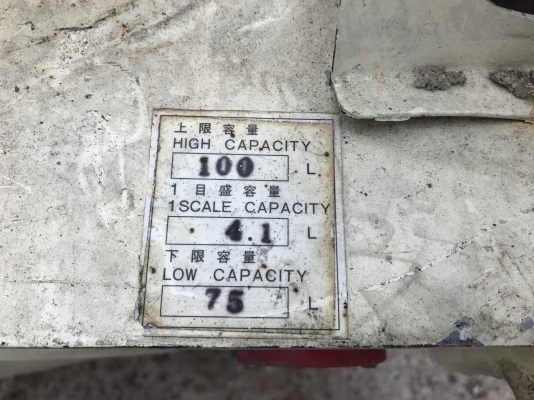 上限容量
HIGH CAPACITY
100 L
1目盛容量
1SCALE CAPACITY
4.1 L
下限容量
LOW CAPACITY
75 L